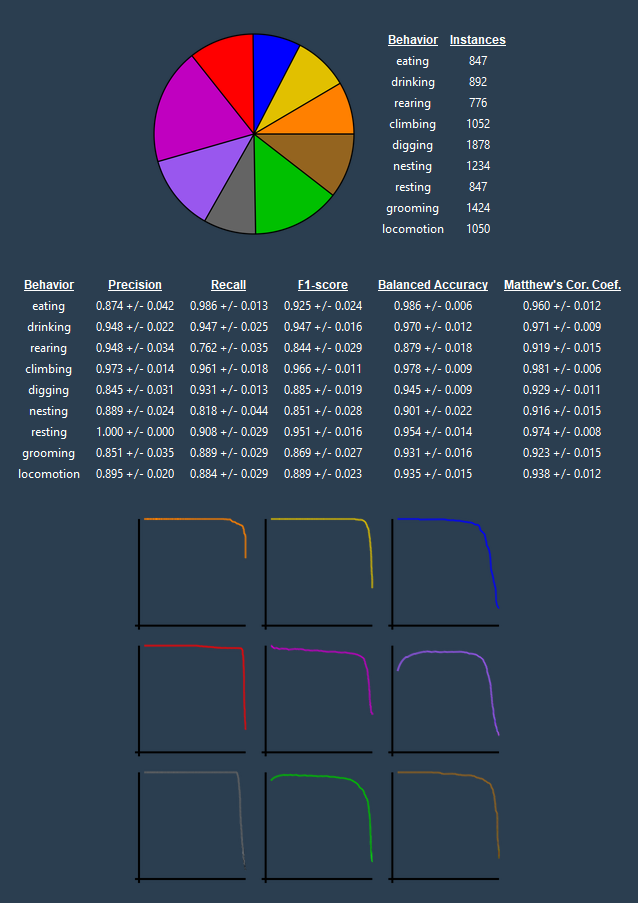 Behavior Instances
eating 847
drinking 892
rearing 776
climbing 1052
digging 1878
nesting 1234
resting 847
grooming 1424
locomotion 1050
Behavior Precision Recall F1-score Balanced Accuracy Matthew's Cor. Coef.
eating 0.874 +/- 0.042 0.986 +/- 0.013 0.925 +/- 0.024 0.986 +/- 0.006 0.960 +/- 0.012
drinking 0.948 +/- 0.022 0.947 +/- 0.025 0.947 +/- 0.016 0.970 +/- 0.012 0.971 +/- 0.009
rearing 0.948 +/- 0.034 0.762 +/- 0.035 0.844 +/- 0.029 0.879 +/- 0.018 0.919 +/- 0.015
climbing 0.973 +/- 0.014 0.961 +/- 0.018 0.966 +/- 0.011 0.978 +/- 0.009 0.981 +/- 0.006
digging 0.845 +/- 0.031 0.931 +/- 0.013 0.885 +/- 0.019 0.945 +/- 0.009 0.929 +/- 0.011
nesting 0.889 +/- 0.024 0.818 +/- 0.044 0.851 +/- 0.028 0.901 +/- 0.022 0.916 +/- 0.015
resting 1.000 +/- 0.000 0.908 +/- 0.029 0.951 +/- 0.016 0.954 +/- 0.014 0.974 +/- 0.008
grooming 0.851 +/- 0.035 0.889 +/- 0.029 0.869 +/- 0.027 0.931 +/- 0.016 0.923 +/- 0.015
locomotion 0.895 +/- 0.020 0.884 +/- 0.029 0.889 +/- 0.023 0.935 +/- 0.015 0.938 +/- 0.012